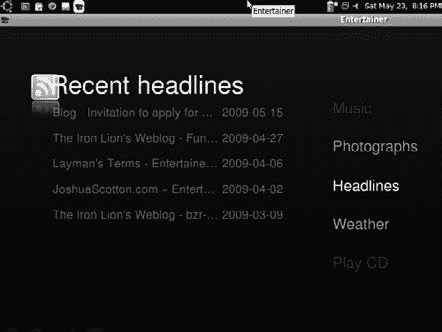 Entertainer
Sat May 23, 8:16 PM
Entertainer
Recent headlines
Blog - Invitation to apply for ... 2009-05-15
The Iron Lion's Weblog - Fun... 2009-04-27
Layman's Terms - Entertaine... 2009-04-06
JoshuaScotton.com » Entert... 2009-04-02
The Iron Lion's Weblog - bzr-... 2009-03-09
Music
Photographs
Headlines
Weather
Play CD